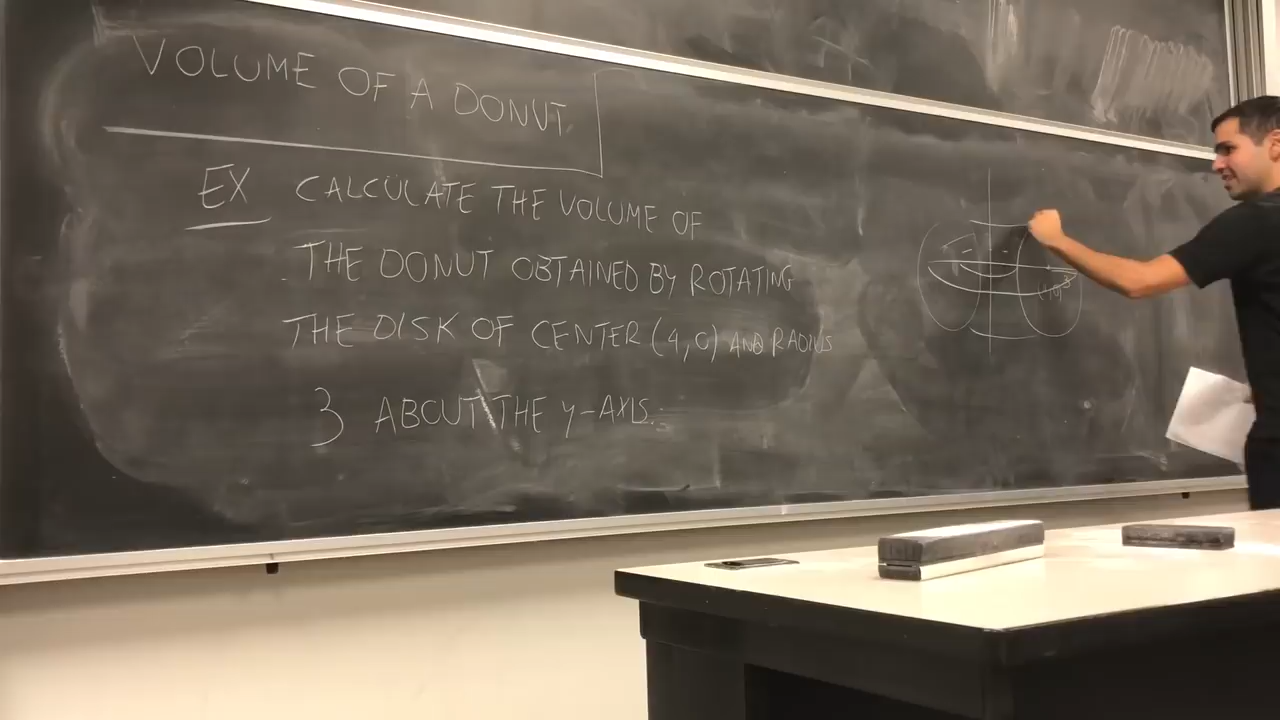 VOLUME OF A DONUT
EX CALCULATE THE VOLUME OF
THE DONUT OBTAINED BY ROTATING
THE DISK OF CENTER (4,0) AND RADIUS
3 ABOUT THE y-AXIS.